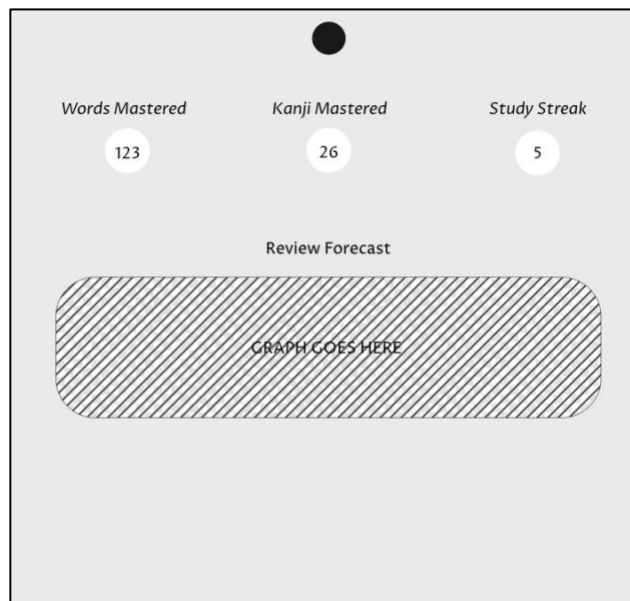 Words Mastered Kanji Mastered Study Streak
123 26 5
Review Forecast
GRAPH GOES HERE